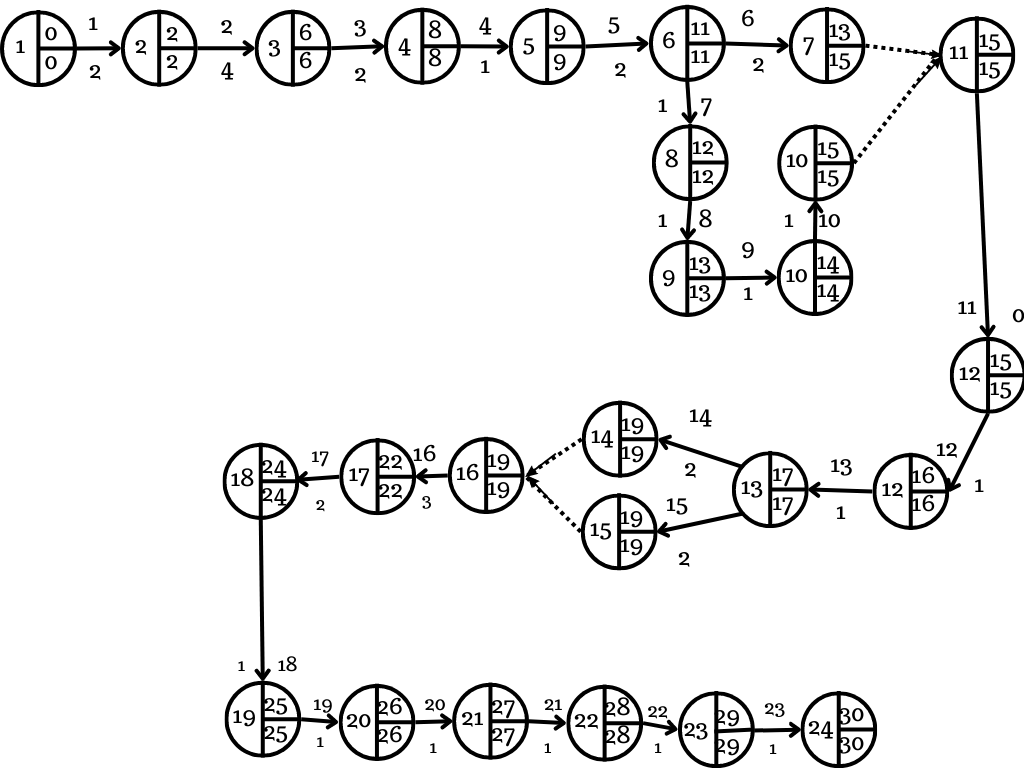 1 0 0
1
2
2 2 2
2
4
3 6 6
3
2
4 8 8
4
1
5 9 9
5
2
6 11 11
6
2
7 13 15
11 15 15
1 7
8 12 12
10 15 15
1 8
1 10
9 13 13
9
1
10 14 14
11 0
12 15 15
12
1
12 16 16
13
1
13 17 17
14
2
14 19 19
15
2
15 19 19
16 19 19
16
3
17 22 22
17
2
18 24 24
1 18
19 25 25
19
1
20 26 26
20
1
21 27 27
21
1
22 28 28
22
1
23 29 29
23
1
24 30 30